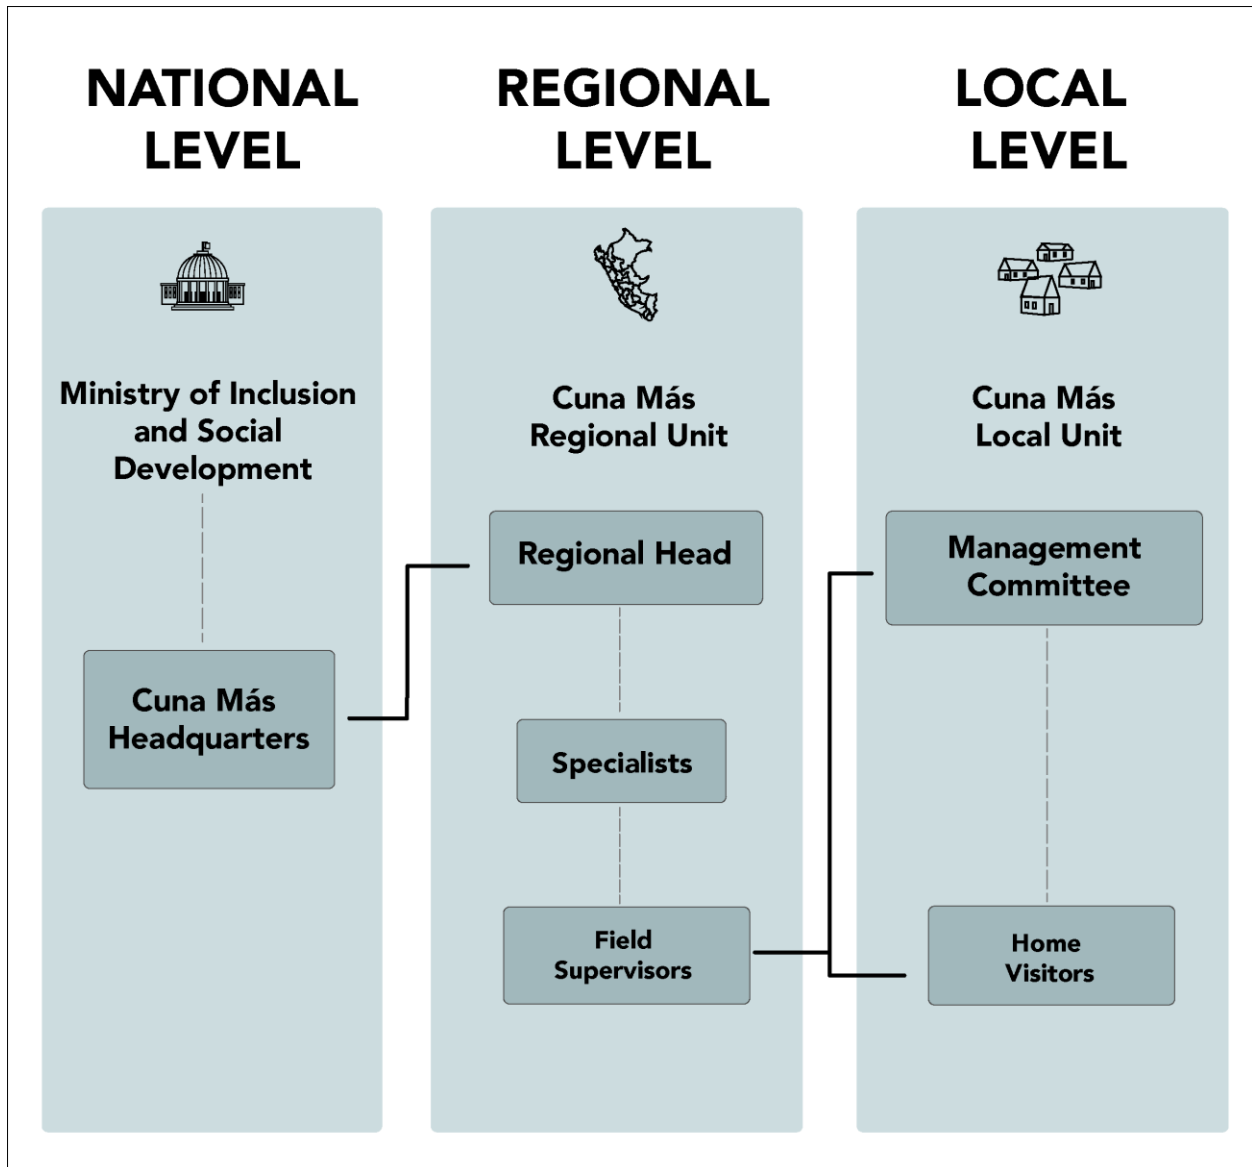 NATIONAL
LEVEL
Ministry of Inclusion
and Social
Development
Cuna Más
Headquarters
REGIONAL
LEVEL
Cuna Más
Regional Unit
Regional Head
Specialists
Field
Supervisors
LOCAL
LEVEL
Cuna Más
Local Unit
Management
Committee
Home
Visitors